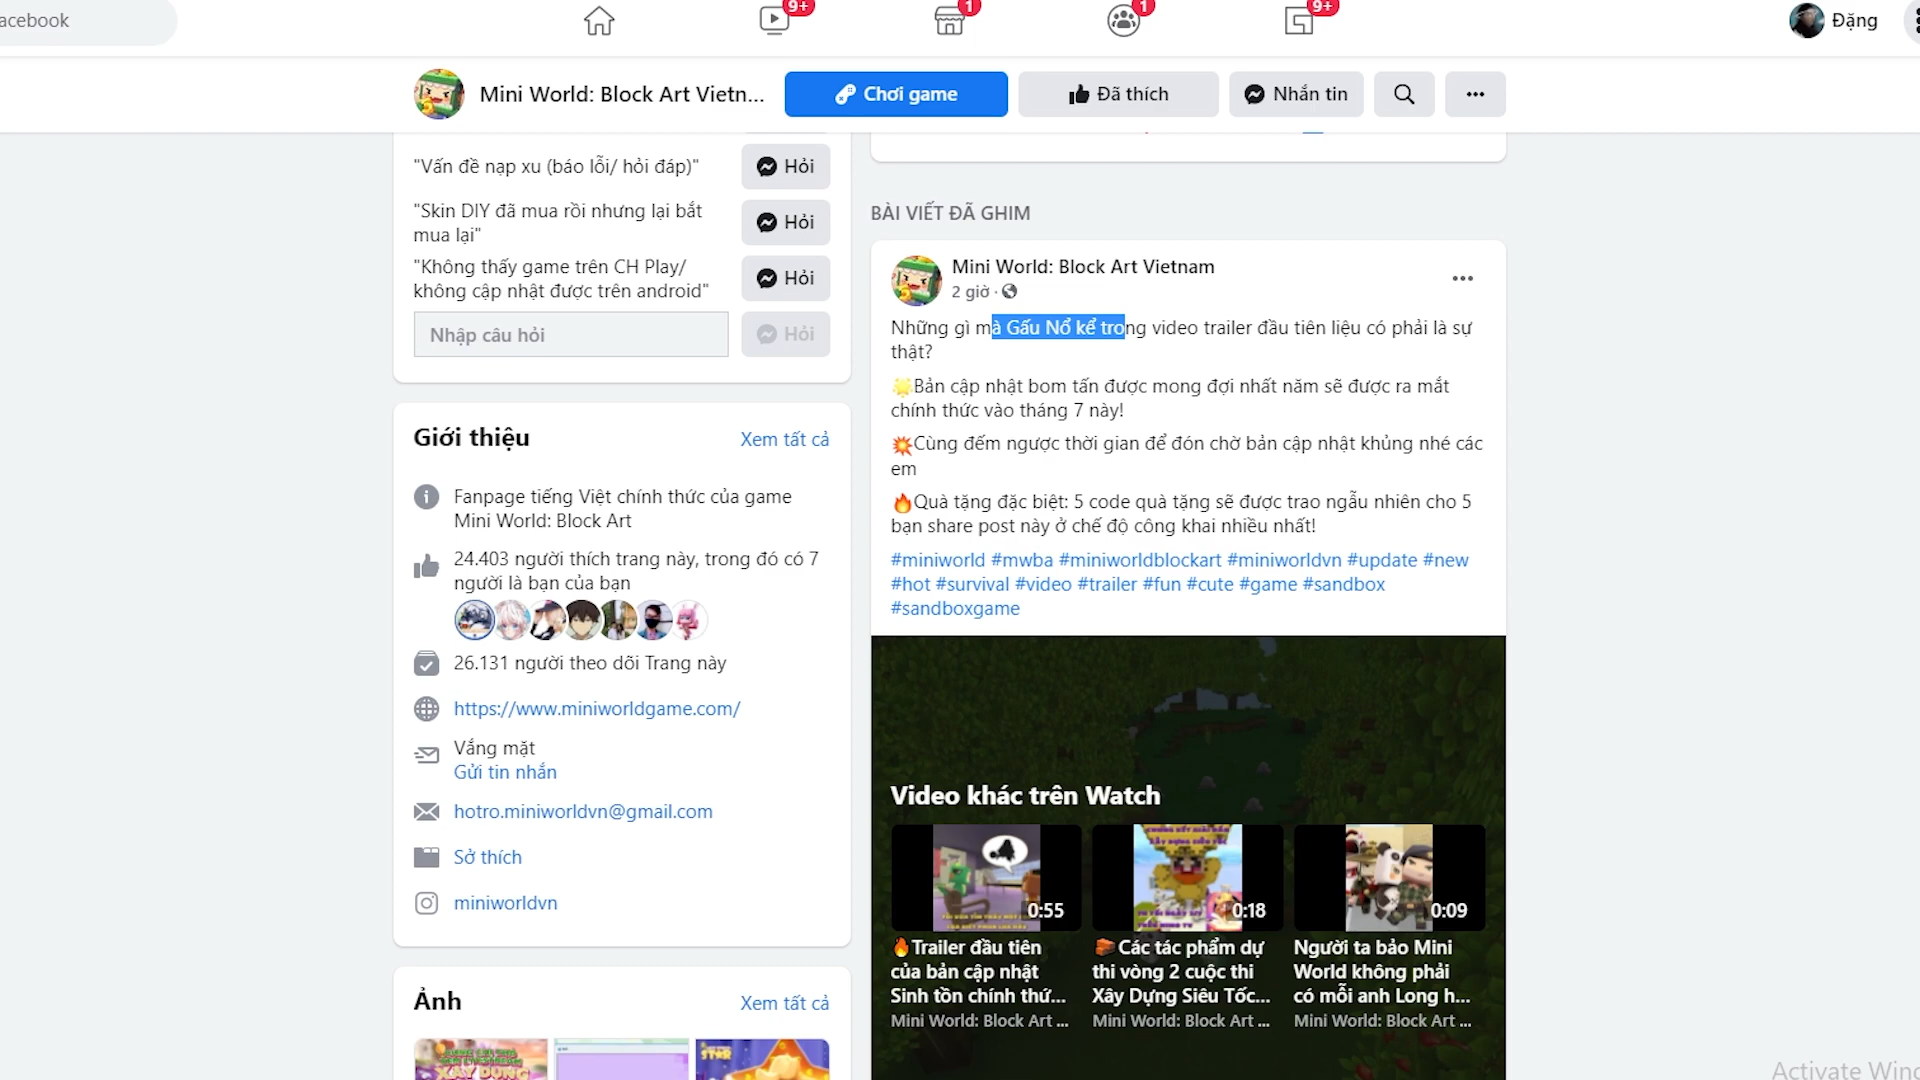 acebook
9+
1
1
9+
Đặng
Mini World: Block Art Vietn...
Chơi game
Đã thích
Nhắn tin
"Vấn đề nạp xu (báo lỗi/ hỏi đáp)"
Hỏi
"Skin DIY đã mua rồi nhưng lại bắt
mua lại"
Hỏi
"Không thấy game trên CH Play/
không cập nhật được trên android"
Hỏi
Nhập câu hỏi
Hỏi
Giới thiệu
Xem tất cả
Fanpage tiếng Việt chính thức của game
Mini World: Block Art
24.403 người thích trang này, trong đó có 7
người là bạn của bạn
26.131 người theo dõi Trang này
https://www.miniworldgame.com/
Vắng mặt
Gửi tin nhắn
hotro.miniworldvn@gmail.com
Sở thích
miniworldvn
Ảnh
Xem tất cả
XÂY DỰNG
STAR
BÀI VIẾT ĐÃ GHIM
Mini World: Block Art Vietnam
2 giờ ·
Những gì mà Gấu Nổ kể trong video trailer đầu tiên liệu có phải là sự
thật?
🌟Bản cập nhật bom tấn được mong đợi nhất năm sẽ được ra mắt
chính thức vào tháng 7 này!
💥Cùng đếm ngược thời gian để đón chờ bản cập nhật khủng nhé các
em
🔥Quà tặng đặc biệt: 5 code quà tặng sẽ được trao ngẫu nhiên cho 5
bạn share post này ở chế độ công khai nhiều nhất!
#miniworld #mwba #miniworldblockart #miniworldvn #update #new
#hot #survival #video #trailer #fun #cute #game #sandbox
#sandboxgame
Video khác trên Watch
0:55
0:18
0:09
🔥Trailer đầu tiên
của bản cập nhật
Sinh tồn chính thứ...
Mini World: Block Art ...
🧱Các tác phẩm dự
thi vòng 2 cuộc thi
Xây Dựng Siêu Tốc...
Mini World: Block Art ...
Người ta bảo Mini
World không phải
có mỗi anh Long h...
Mini World: Block Art ...
Activate Winc